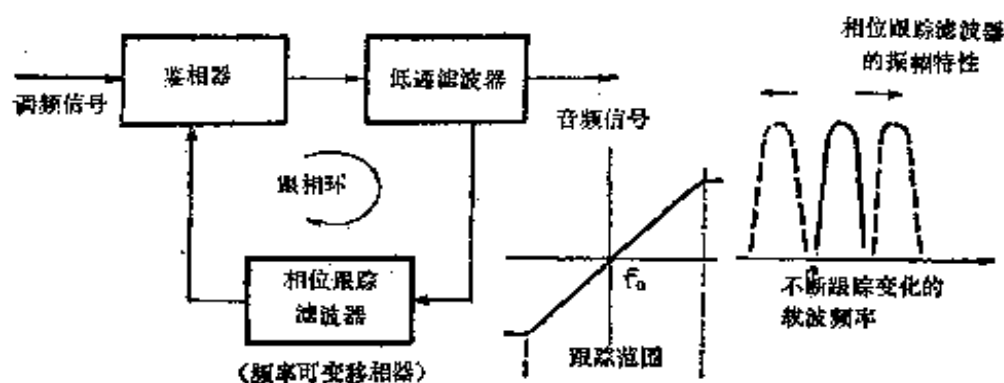 鉴相器
低通滤波器
调频信号
音频信号
跟相环
相位跟踪
滤波器
(频率可变移相器)
f₀
跟踪范围
相位跟踪滤波器
的振幅特性
不断跟踪变化的
载波频率